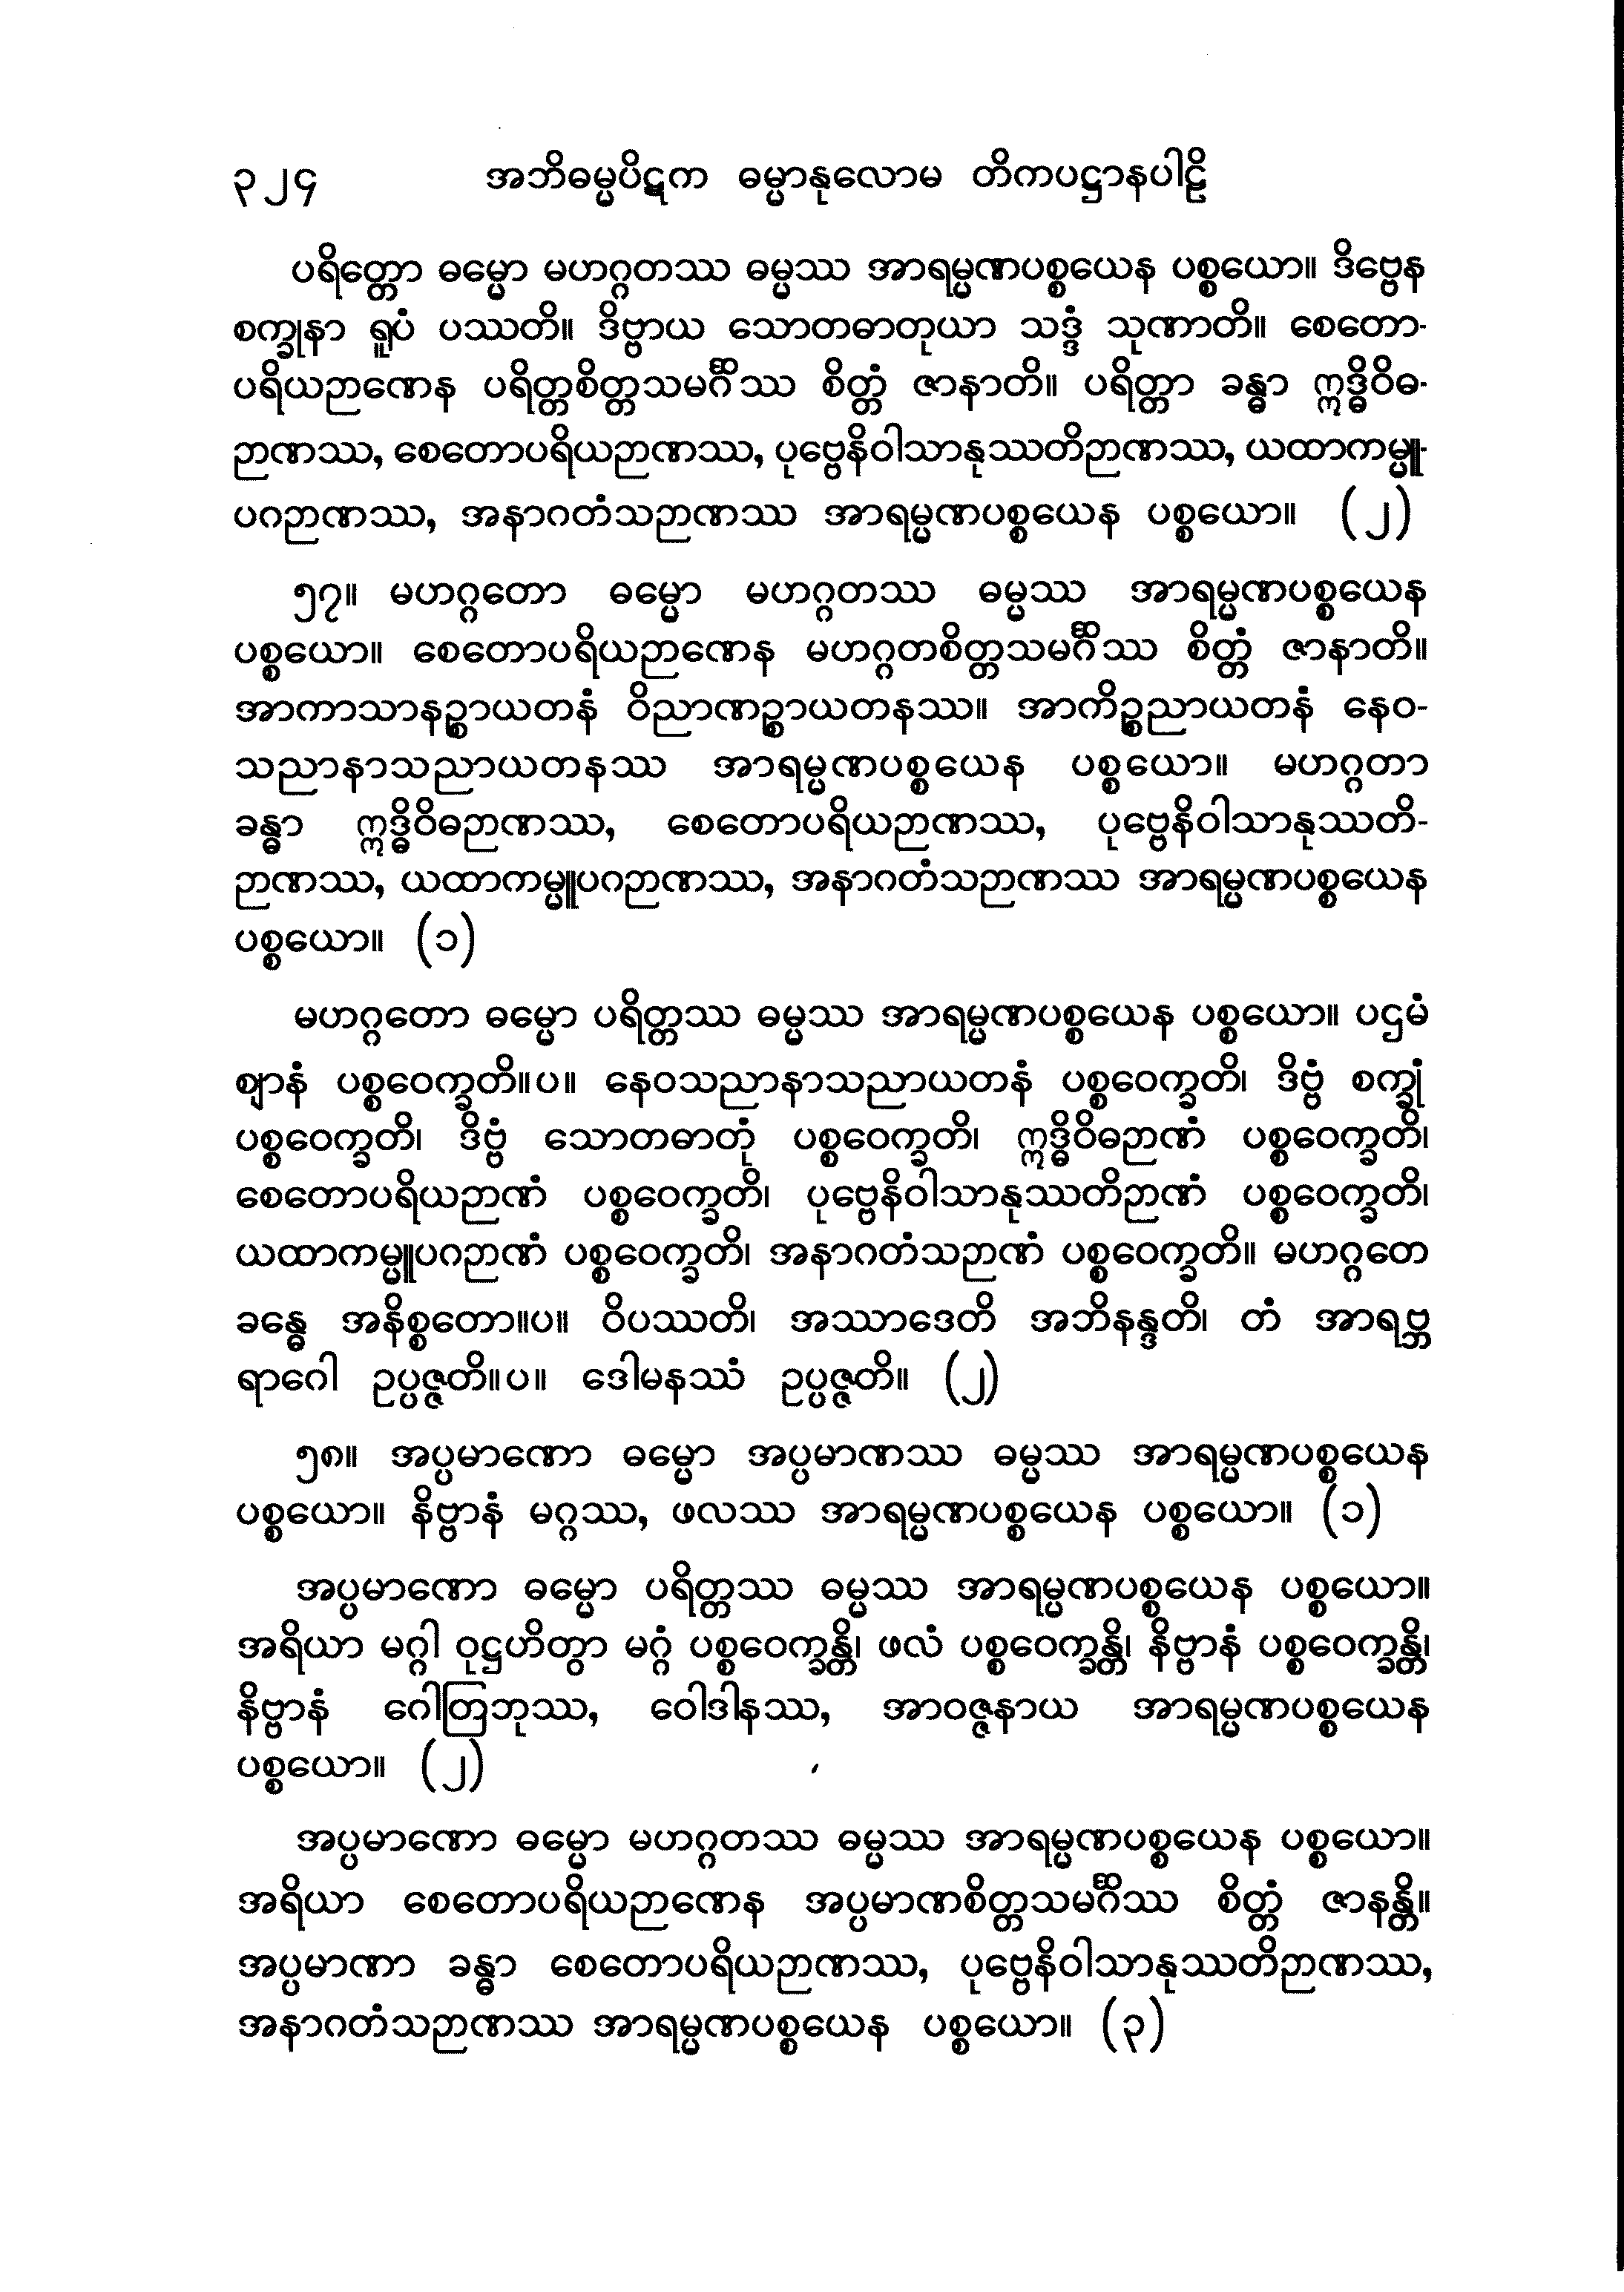 ၃၂၄ အဘိဓမ္မပိဋက ဓမ္မာနုလောမ တိကပဋ္ဌာနပါဠိ
ပရိတ္တော ဓမ္မော မဟဂ္ဂတဿ ဓမ္မဿ အာရမ္မဏပစ္စယေန ပစ္စယော။ ဒိဗ္ဗေန
စက္ခုနာ ရူပံ ပဿတိ။ ဒိဗ္ဗာယ သောတဓာတုယာ သဒ္ဒံ သုဏာတိ။ စေတော-
ပရိယဉာဏေန ပရိတ္တစိတ္တသမင်္ဂိဿ စိတ္တံ ဇာနာတိ။ ပရိတ္တာ ခန္ဓာ ဣဒ္ဓိဝိဓ-
ဉာဏဿ, စေတောပရိယဉာဏဿ, ပုဗ္ဗေနိဝါသာနုဿတိဉာဏဿ, ယထာကမ္မူ-
ပဂဉာဏဿ, အနာဂတံသဉာဏဿ အာရမ္မဏပစ္စယေန ပစ္စယော။ (၂)
၅၇။ မဟဂ္ဂတော ဓမ္မော မဟဂ္ဂတဿ ဓမ္မဿ အာရမ္မဏပစ္စယေန
ပစ္စယော။ စေတောပရိယဉာဏေန မဟဂ္ဂတစိတ္တသမင်္ဂိဿ စိတ္တံ ဇာနာတိ။
အာကာသာနဉ္စာယတနံ ဝိညာဏဉ္စာယတနဿ။ အာကိဉ္စညာယတနံ နေဝ-
သညာနာသညာယတနဿ အာရမ္မဏပစ္စယေန ပစ္စယော။ မဟဂ္ဂတာ
ခန္ဓာ ဣဒ္ဓိဝိဓဉာဏဿ, စေတောပရိယဉာဏဿ, ပုဗ္ဗေနိဝါသာနုဿတိ-
ဉာဏဿ, ယထာကမ္မူပဂဉာဏဿ, အနာဂတံသဉာဏဿ အာရမ္မဏပစ္စယေန
ပစ္စယော။ (၁)
မဟဂ္ဂတော ဓမ္မော ပရိတ္တဿ ဓမ္မဿ အာရမ္မဏပစ္စယေန ပစ္စယော။ ပဌမံ
ဈာနံ ပစ္စဝေက္ခတိ။ပ။ နေဝသညာနာသညာယတနံ ပစ္စဝေက္ခတိ၊ ဒိဗ္ဗံ စက္ခုံ
ပစ္စဝေက္ခတိ၊ ဒိဗ္ဗံ သောတဓာတုံ ပစ္စဝေက္ခတိ၊ ဣဒ္ဓိဝိဓဉာဏံ ပစ္စဝေက္ခတိ၊
စေတောပရိယဉာဏံ ပစ္စဝေက္ခတိ၊ ပုဗ္ဗေနိဝါသာနုဿတိဉာဏံ ပစ္စဝေက္ခတိ၊
ယထာကမ္မူပဂဉာဏံ ပစ္စဝေက္ခတိ၊ အနာဂတံသဉာဏံ ပစ္စဝေက္ခတိ။ မဟဂ္ဂတေ
ခန္ဓေ အနိစ္စတော။ပ။ ဝိပဿတိ၊ အဿာဒေတိ အဘိနန္ဒတိ၊ တံ အာရဗ္ဘ
ရာဂေါ ဥပ္ပဇ္ဇတိ။ပ။ ဒေါမနဿံ ဥပ္ပဇ္ဇတိ။ (၂)
၅၈။ အပ္ပမာဏော ဓမ္မော အပ္ပမာဏဿ ဓမ္မဿ အာရမ္မဏပစ္စယေန
ပစ္စယော။ နိဗ္ဗာနံ မဂ္ဂဿ, ဖလဿ အာရမ္မဏပစ္စယေန ပစ္စယော။ (၁)
အပ္ပမာဏော ဓမ္မော ပရိတ္တဿ ဓမ္မဿ အာရမ္မဏပစ္စယေန ပစ္စယော။
အရိယာ မဂ္ဂါ ဝုဋ္ဌဟိတွာ မဂ္ဂံ ပစ္စဝေက္ခန္တိ၊ ဖလံ ပစ္စဝေက္ခန္တိ၊ နိဗ္ဗာနံ ပစ္စဝေက္ခန္တိ၊
နိဗ္ဗာနံ ဂေါတြဘုဿ, ဝေါဒါနဿ, အာဝဇ္ဇနာယ အာရမ္မဏပစ္စယေန
ပစ္စယော။ (၂)
အပ္ပမာဏော ဓမ္မော မဟဂ္ဂတဿ ဓမ္မဿ အာရမ္မဏပစ္စယေန ပစ္စယော။
အရိယာ စေတောပရိယဉာဏေန အပ္ပမာဏစိတ္တသမင်္ဂိဿ စိတ္တံ ဇာနန္တိ။
အပ္ပမာဏာ ခန္ဓာ စေတောပရိယဉာဏဿ, ပုဗ္ဗေနိဝါသာနုဿတိဉာဏဿ,
အနာဂတံသဉာဏဿ အာရမ္မဏပစ္စယေန ပစ္စယော။ (၃)